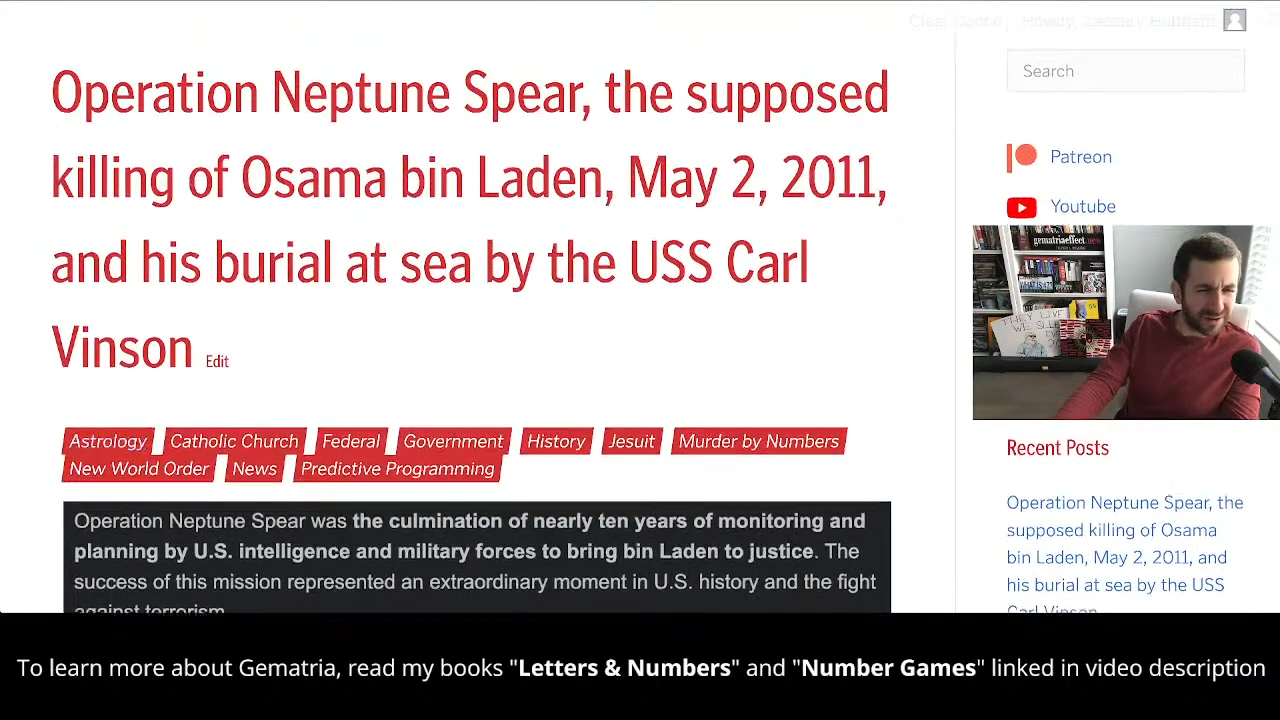 Clear Cache
Search
Operation Neptune Spear, the supposed
killing of Osama bin Laden, May 2, 2011,
and his burial at sea by the USS Carl
Vinson Edit
Patreon
Youtube
gematriaeffect.news
THEY LIVE
WE SLEEP
Astrology Catholic Church Federal Government History Jesuit Murder by Numbers
New World Order News Predictive Programming
Operation Neptune Spear was the culmination of nearly ten years of monitoring and
planning by U.S. intelligence and military forces to bring bin Laden to justice. The
success of this mission represented an extraordinary moment in U.S. history and the fight
against terrorism.
Recent Posts
Operation Neptune Spear, the
supposed killing of Osama
bin Laden, May 2, 2011, and
his burial at sea by the USS
Carl Vinson
To learn more about Gematria, read my books "Letters & Numbers" and "Number Games" linked in video description